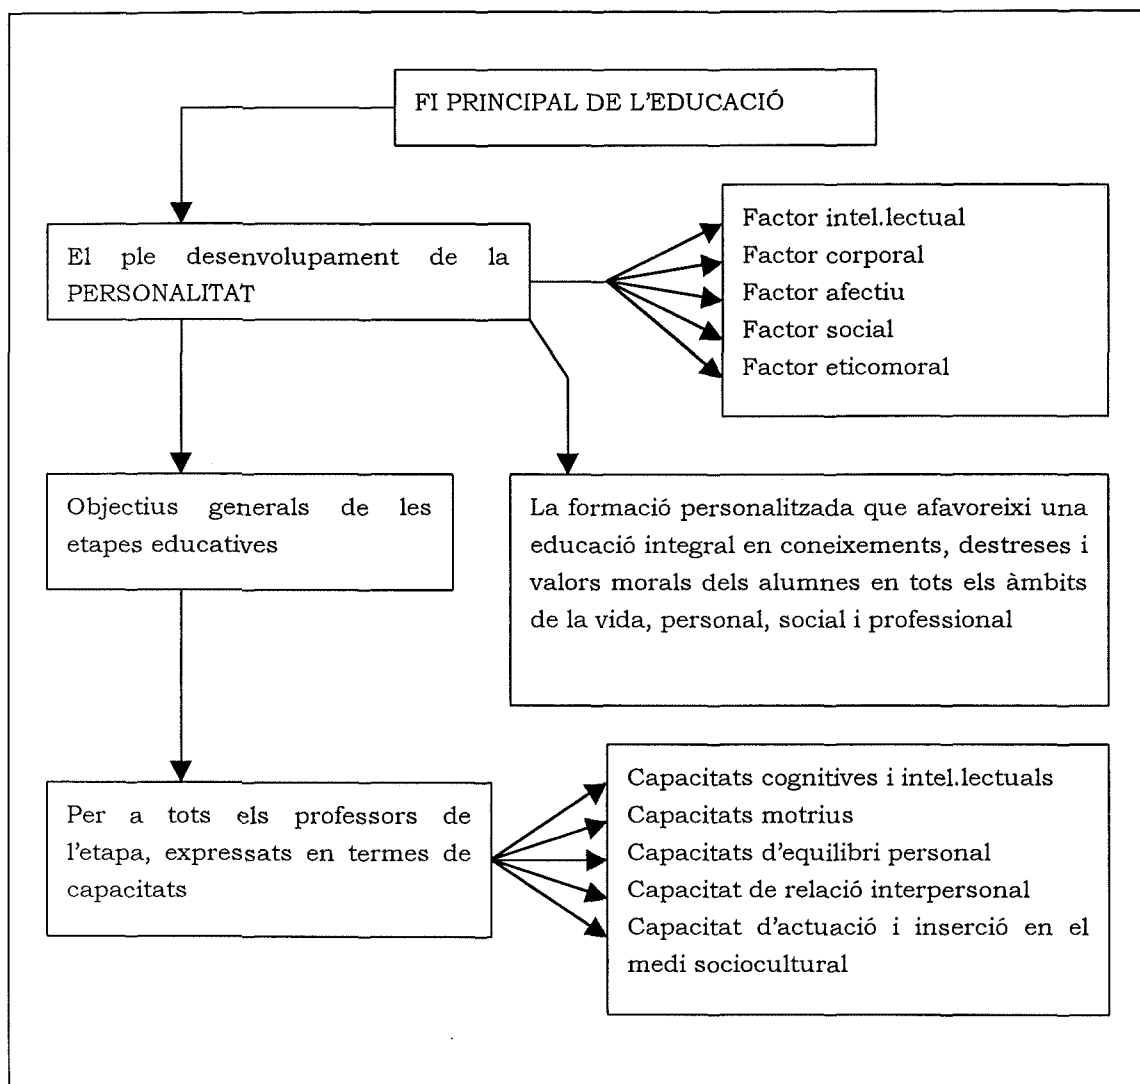 FI PRINCIPAL DE L'EDUCACIÓ
El ple desenvolupament de la
PERSONALITAT
Factor intel.lectual
Factor corporal
Factor afectiu
Factor social
Factor eticomoral
Objectius generals de les
etapes educatives
La formació personalitzada que afavoreixi una
educació integral en coneixements, destreses i
valors morals dels alumnes en tots els àmbits
de la vida, personal, social i professional
Per a tots els professors de
l'etapa, expressats en termes de
capacitats
Capacitats cognitives i intel.lectuals
Capacitats motrius
Capacitats d'equilibri personal
Capacitat de relació interpersonal
Capacitat d'actuació i inserció en el
medi sociocultural